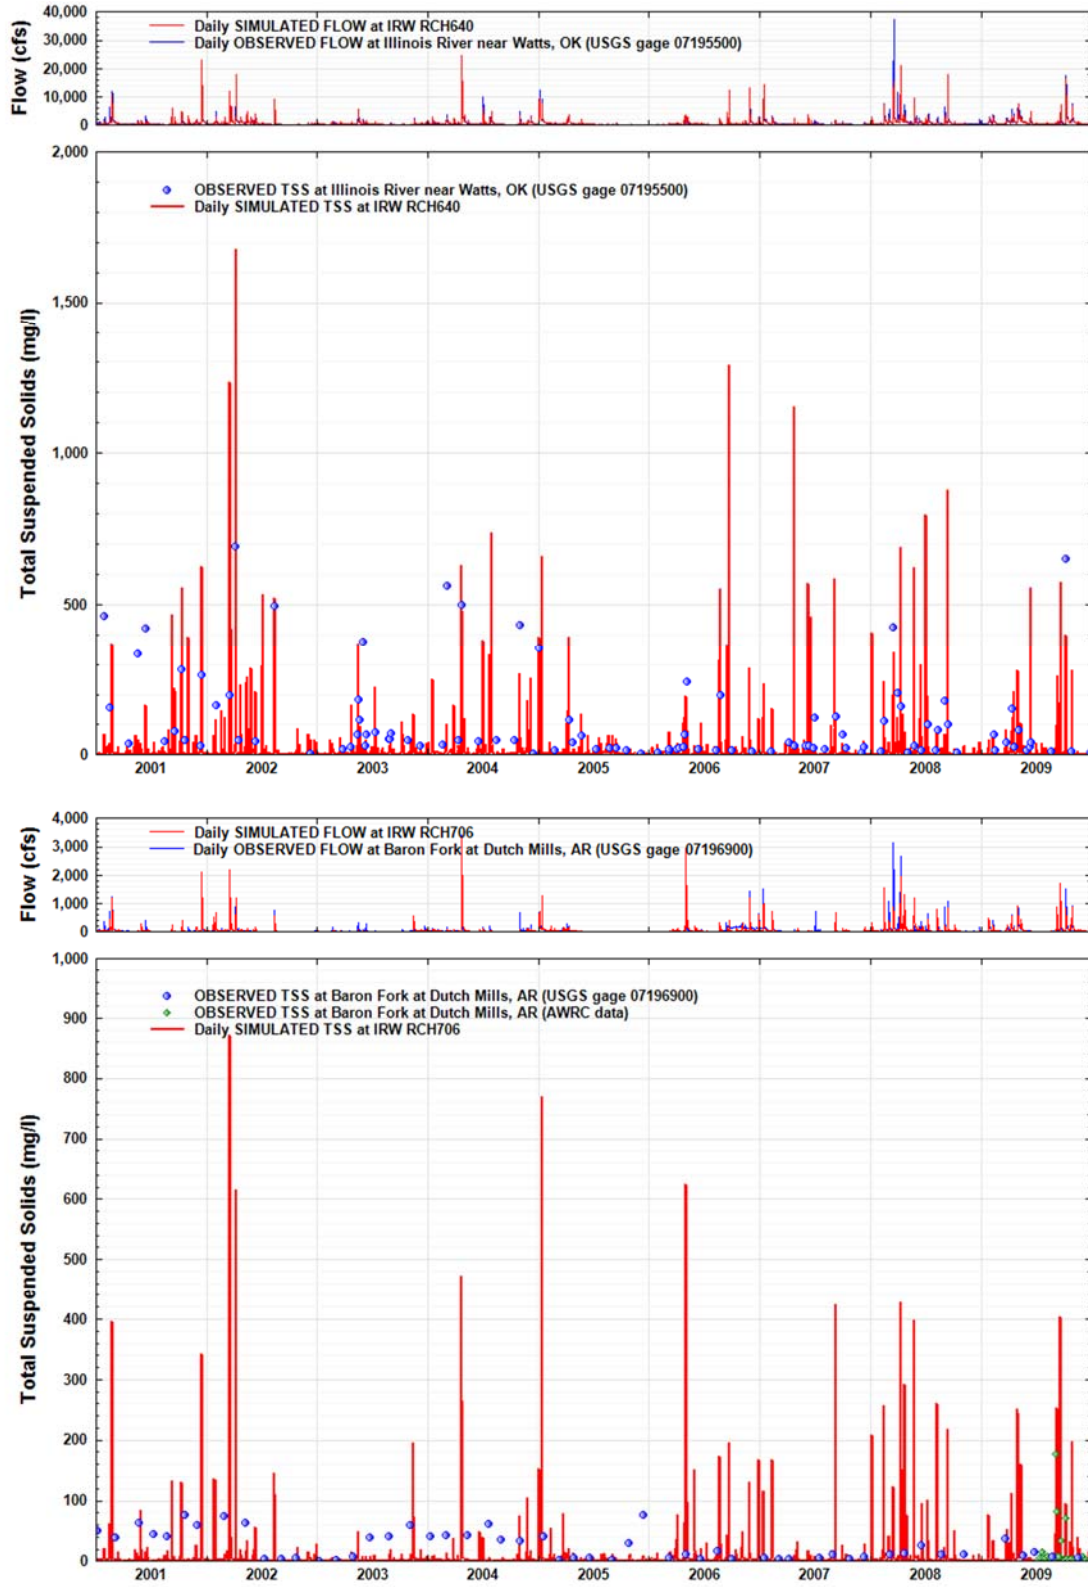 Flow (cfs)
40,000
30,000
20,000
10,000
0
Daily SIMULATED FLOW at IRW RCH640
Daily OBSERVED FLOW at Illinois River near Watts, OK (USGS gage 07195500)
Total Suspended Solids (mg/l)
2,000
1,500
1,000
500
0
OBSERVED TSS at Illinois River near Watts, OK (USGS gage 07195500)
Daily SIMULATED TSS at IRW RCH640
2001 2002 2003 2004 2005 2006 2007 2008 2009
Flow (cfs)
4,000
3,000
2,000
1,000
0
Daily SIMULATED FLOW at IRW RCH706
Daily OBSERVED FLOW at Baron Fork at Dutch Mills, AR (USGS gage 07196900)
Total Suspended Solids (mg/l)
1,000
900
800
700
600
500
400
300
200
100
0
OBSERVED TSS at Baron Fork at Dutch Mills, AR (USGS gage 07196900)
OBSERVED TSS at Baron Fork at Dutch Mills, AR (AWRC data)
Daily SIMULATED TSS at IRW RCH706
2001 2002 2003 2004 2005 2006 2007 2008 2009